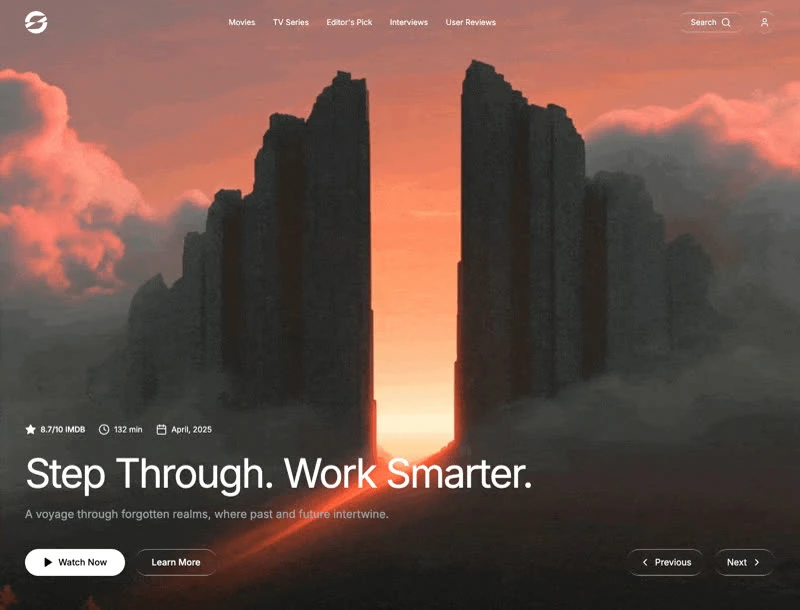 Movies TV Series Editor's Pick Interviews User Reviews Search
8.7/10 IMDB 132 min April, 2025
Step Through. Work Smarter.
A voyage through forgotten realms, where past and future intertwine.
Watch Now Learn More Previous Next